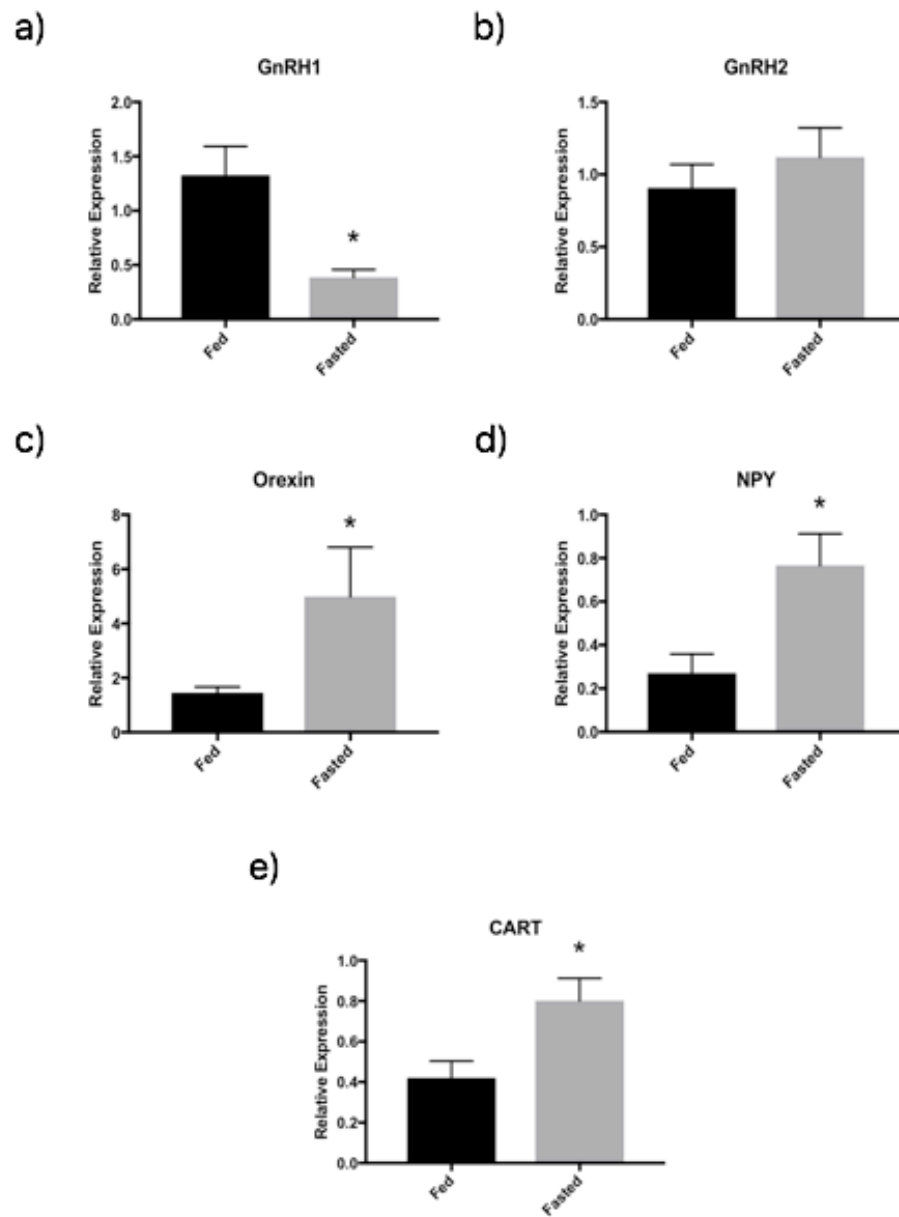 a)
GnRH1
Relative Expression
2.0
1.5
1.0
0.5
0.0
*
Fed
Fasted
b)
GnRH2
Relative Expression
1.5
1.0
0.5
0.0
Fed
Fasted
c)
Orexin
Relative Expression
8
6
4
2
0
*
Fed
Fasted
d)
NPY
Relative Expression
1.0
0.8
0.6
0.4
0.2
0.0
*
Fed
Fasted
e)
CART
Relative Expression
1.0
0.8
0.6
0.4
0.2
0.0
*
Fed
Fasted